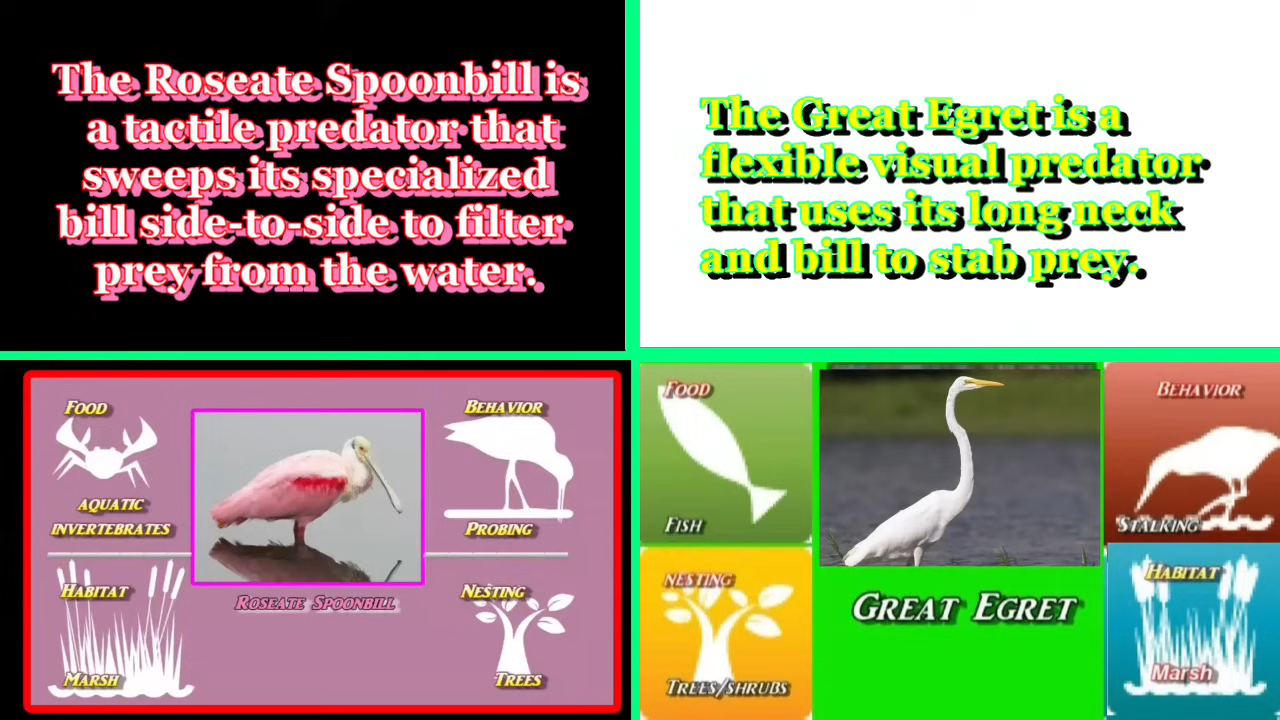 The Roseate Spoonbill is
a tactile predator that
sweeps its specialized
bill side-to-side to filter
prey from the water.
The Great Egret is a
flexible visual predator
that uses its long neck
and bill to stab prey.
FOOD
AQUATIC
INVERTEBRATES
BEHAVIOR
PROBING
HABITAT
MARSH
ROSEATE SPOONBILL
NESTING
TREES
FOOD
FISH
BEHAVIOR
STALKING
NESTING
TREES/SHRUBS
GREAT EGRET
HABITAT
Marsh